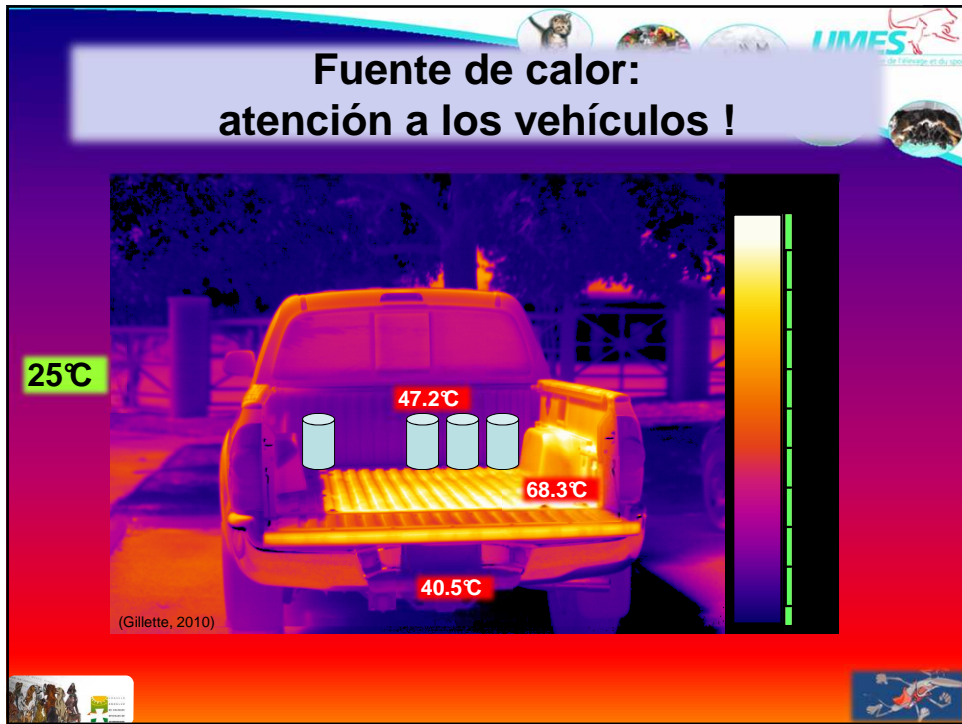 UMES
Fuente de calor:
atención a los vehículos !
25°C
47.2°C
68.3°C
40.5°C
(Gillette, 2010)